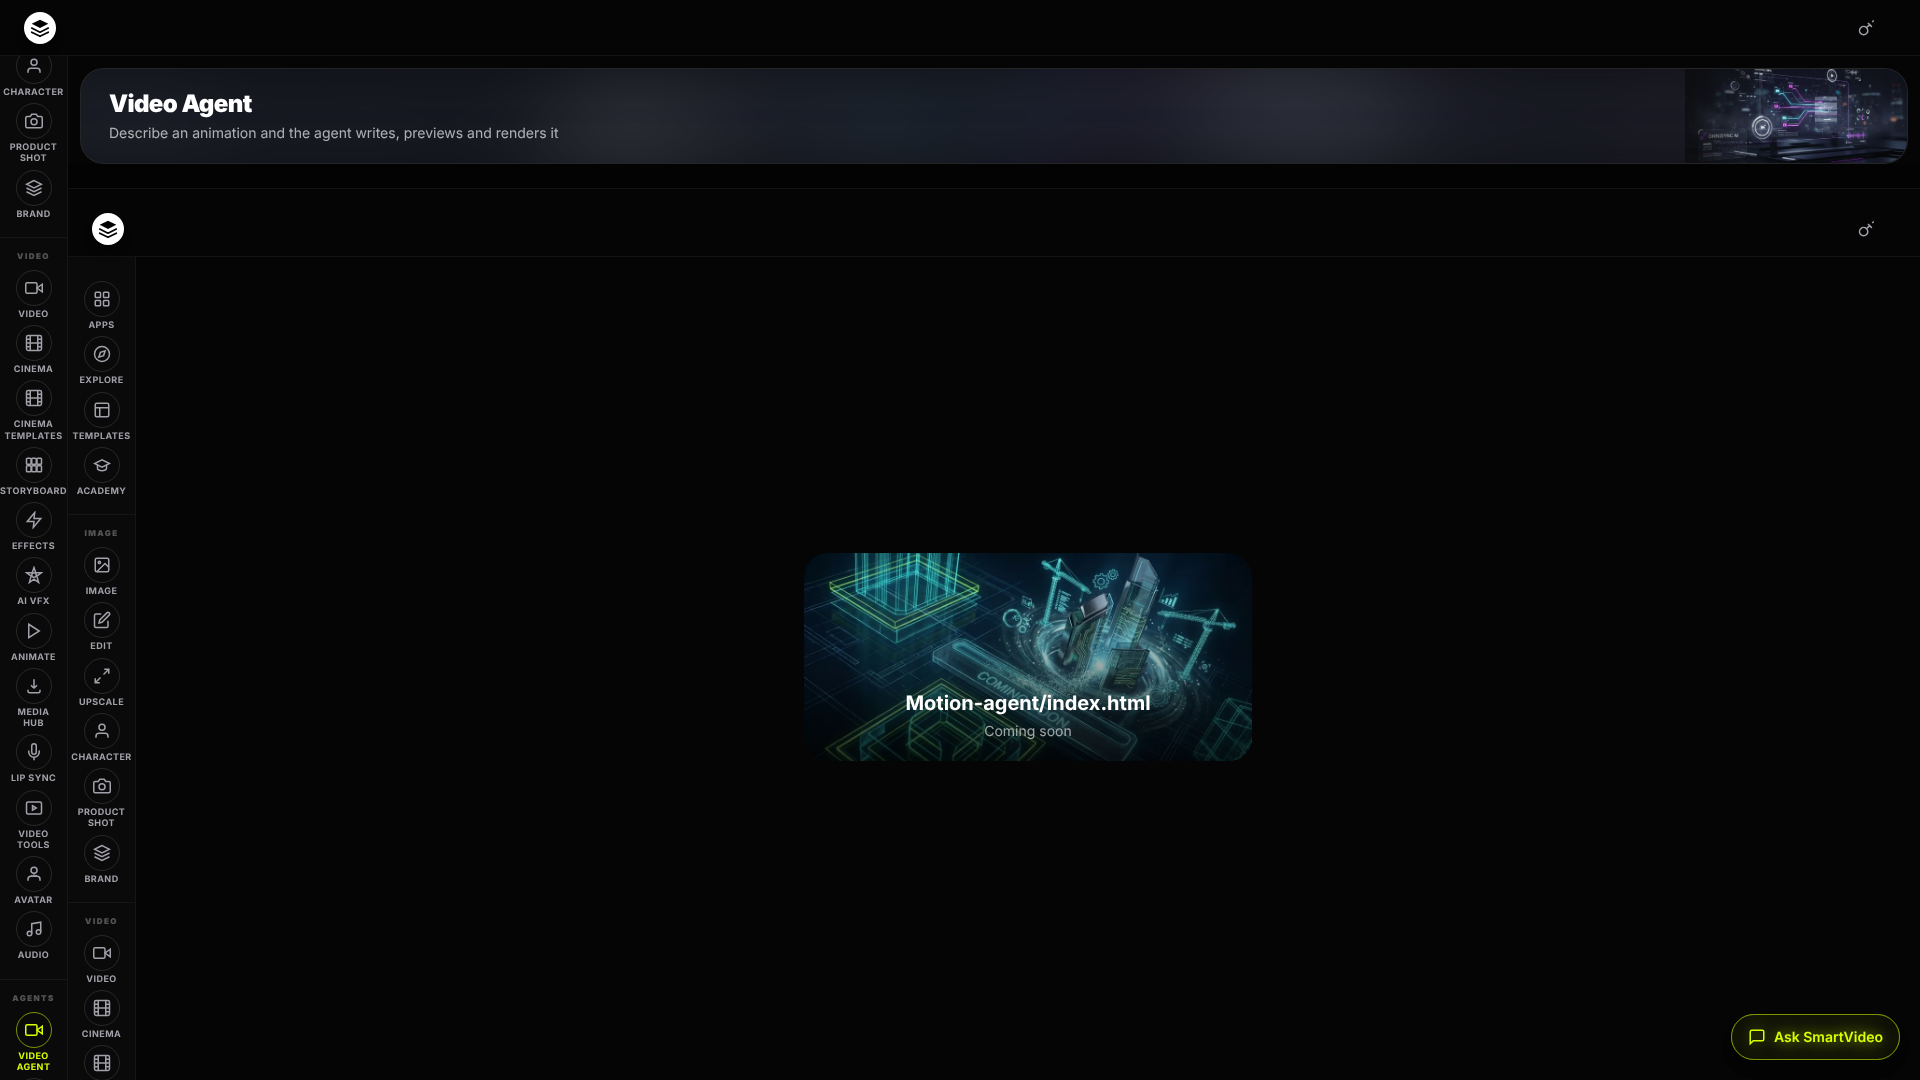 Video Agent
Describe an animation and the agent writes, previews and renders it
CHARACTER
PRODUCT
SHOT
BRAND
VIDEO
VIDEO
CINEMA
CINEMA
TEMPLATES
STORYBOARD
EFFECTS
AI VFX
ANIMATE
MEDIA
HUB
LIP SYNC
VIDEO
TOOLS
AVATAR
AUDIO
AGENTS
VIDEO
AGENT
APPS
EXPLORE
TEMPLATES
ACADEMY
IMAGE
IMAGE
EDIT
UPSCALE
CHARACTER
PRODUCT
SHOT
BRAND
VIDEO
VIDEO
CINEMA
COMING SOON
Motion-agent/index.html
Coming soon
Ask SmartVideo